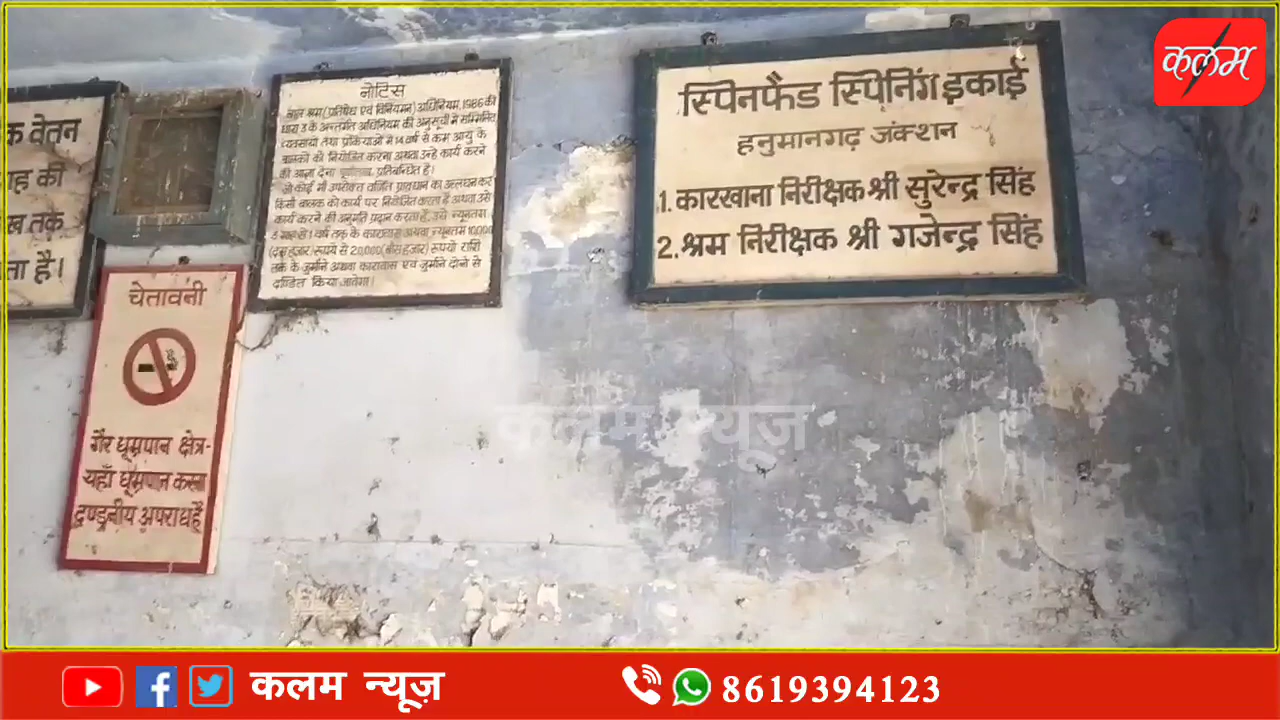 क वेतन
ाह की
ख तक
ता है।
चेतावनी
गैर धूम्रपान क्षेत्र-
यहाँ धूम्रपान करना
दण्डनीय अपराध है
नोटिस
बाल श्रम (प्रतिषेध एवं विनियमन) अधिनियम, 1986 की
धारा 3 के अन्तर्गत अधिनियम की अनुसूची में सम्मिलित
व्यवसायों तथा प्रक्रियाओं में 14 वर्ष से कम आयु के
बालकों को नियोजित करना अथवा उन्हे कार्य करने
की आज्ञा देना पूर्णतया प्रतिबन्धित है।
जो कोई भी उपरोक्त वर्जित प्रावधान का उल्लंघन कर
किसी बालक को कार्य पर नियोजित करता है अथवा उसे
कार्य करने की अनुमति प्रदान करता है, उसे न्यूनतम
6 माह से 1 वर्ष तक के कारावास अथवा न्यूनतम 10,000
(दस हजार) रूपये से 20,000 (बीस हजार) रूपयो राशि
तक के जुर्माने अथवा कारावास एवं जुर्माने दोनो से
दण्डित किया जावेगा।
स्पिनफैड स्पिनिंग इकाई
हनुमानगढ़ जंक्शन
1. कारखाना निरीक्षक श्री सुरेन्द्र सिंह
2. श्रम निरीक्षक श्री गजेन्द्र सिंह
कलम
कलम न्यूज़
कलम न्यूज़
8619394123